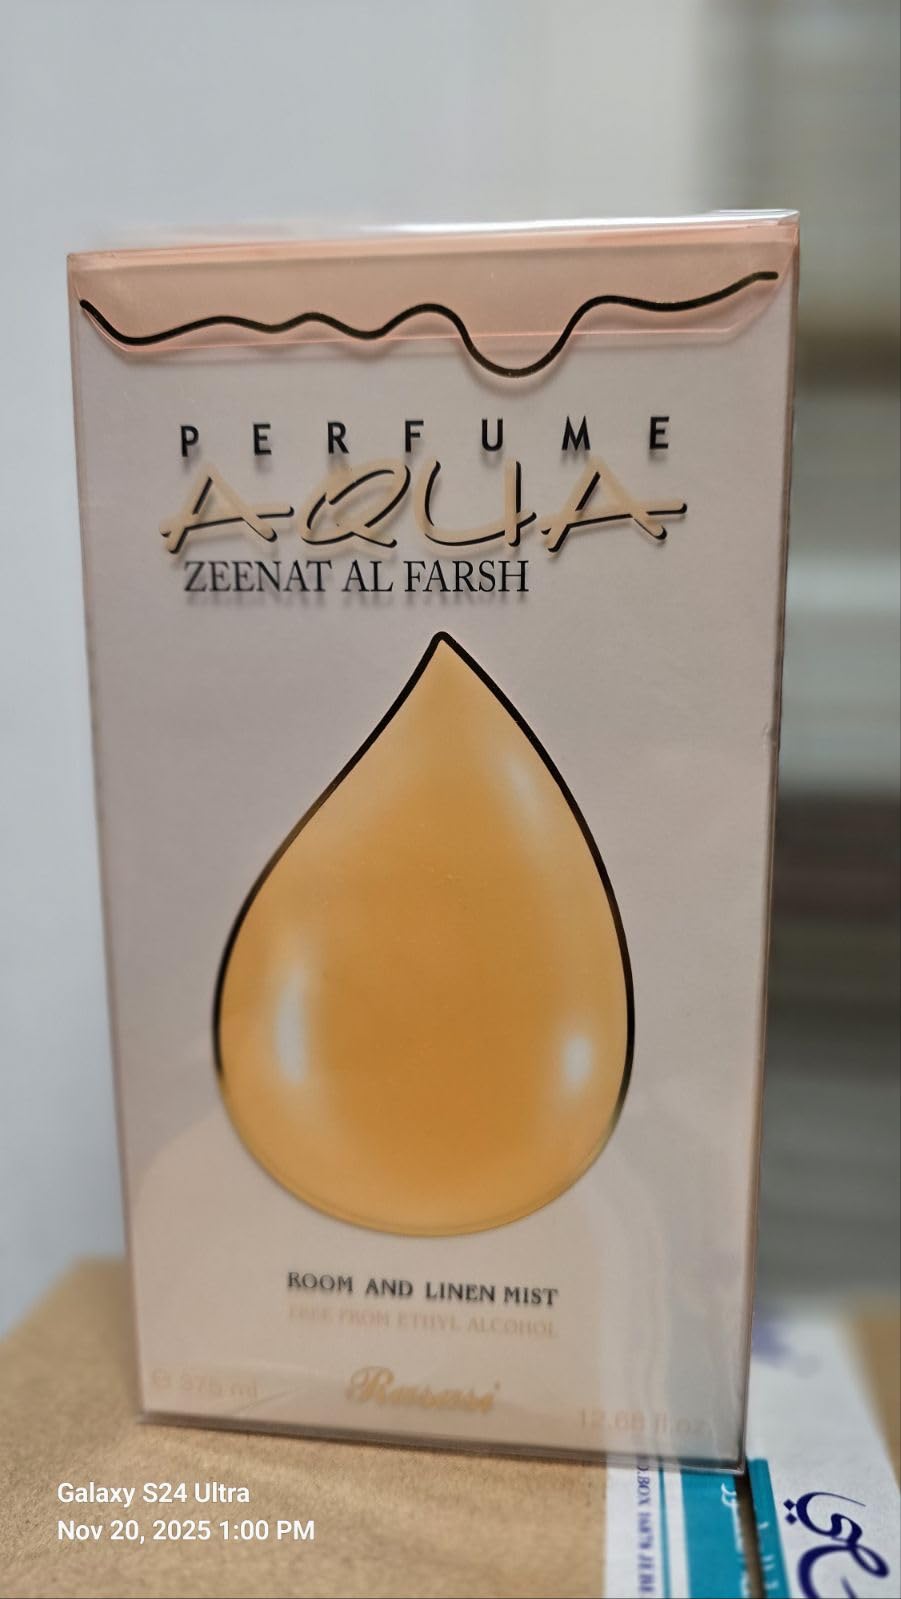 PERFUME
AQUA
ZEENAT AL FARSH
ROOM AND LINEN MIST
FREE FROM ETHYL ALCOHOL
Rasasi
℮ 375 ml
12.68 fl.oz
Galaxy S24 Ultra
Nov 20, 2025 1:00 PM